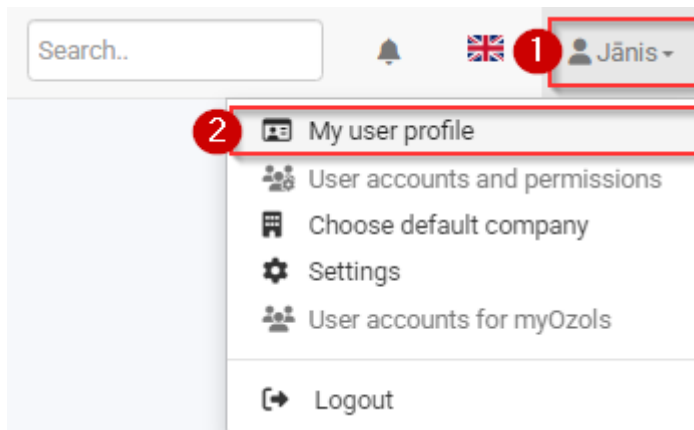 Search..
1
Jānis
2
My user profile
User accounts and permissions
Choose default company
Settings
User accounts for myOzols
Logout